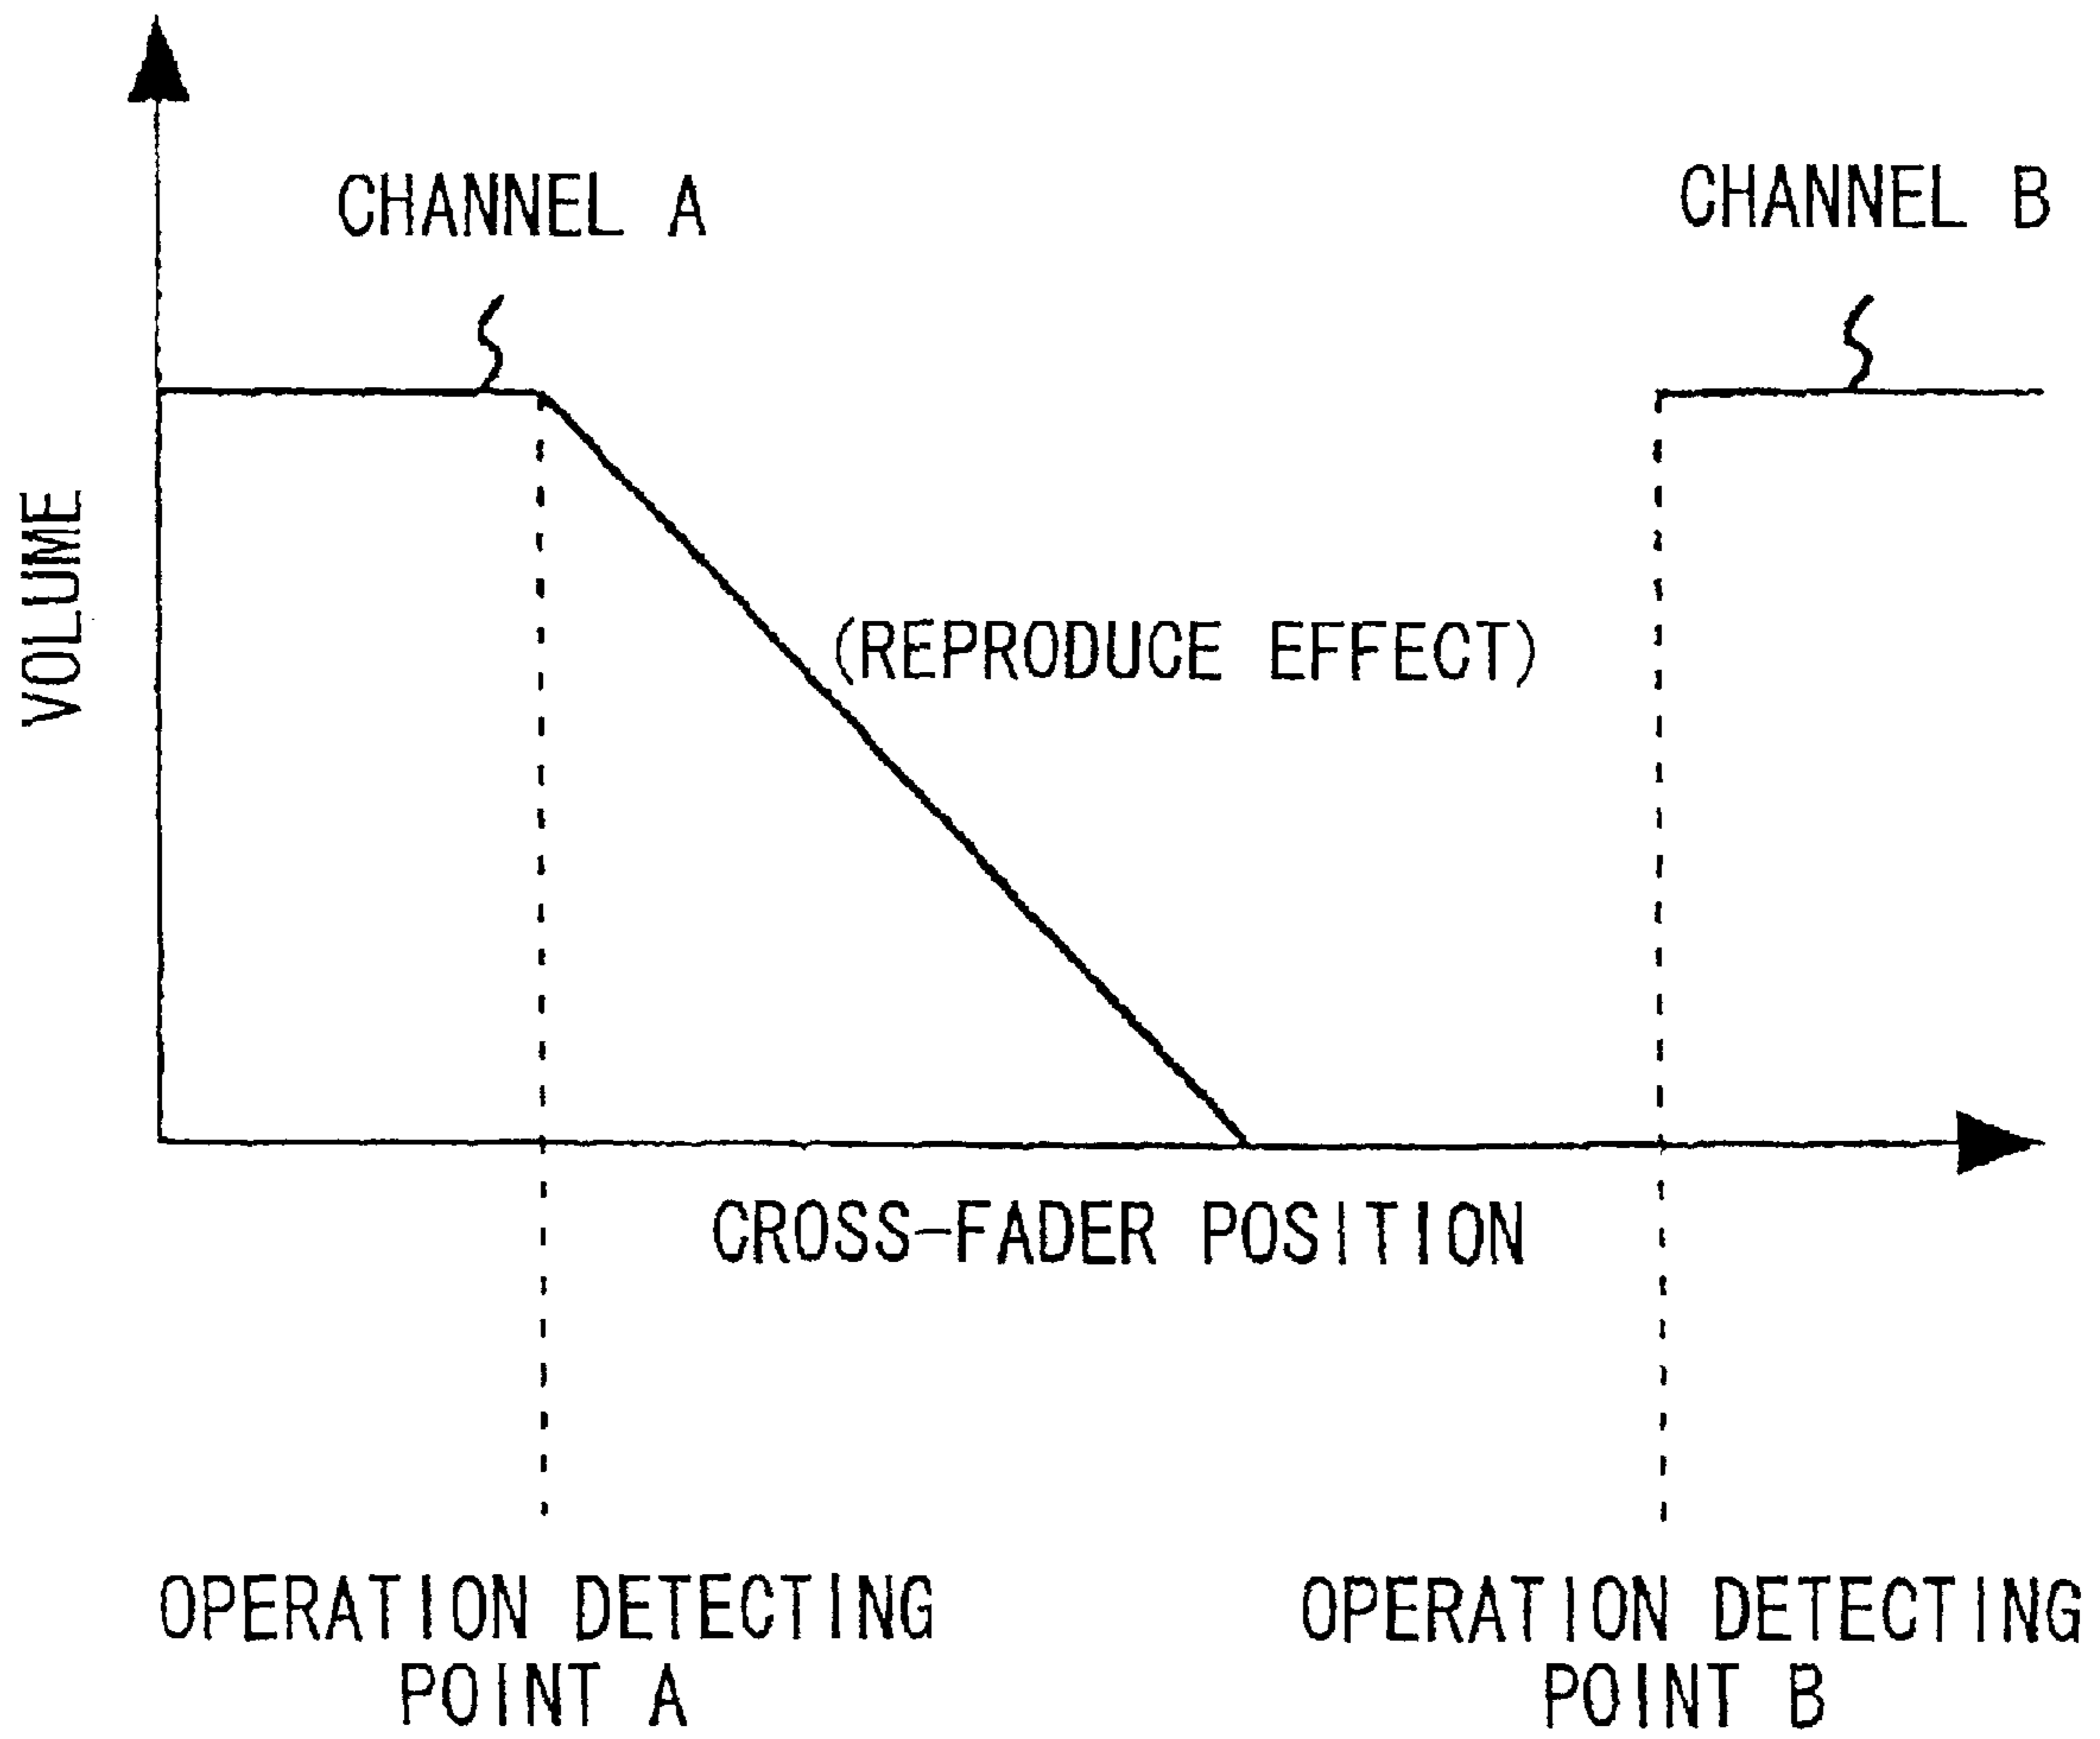 CHANNEL A
CHANNEL B
VOLUME
(REPRODUCE EFFECT)
CROSS-FADER POSITION
OPERATION DETECTING
POINT A
OPERATION DETECTING
POINT B